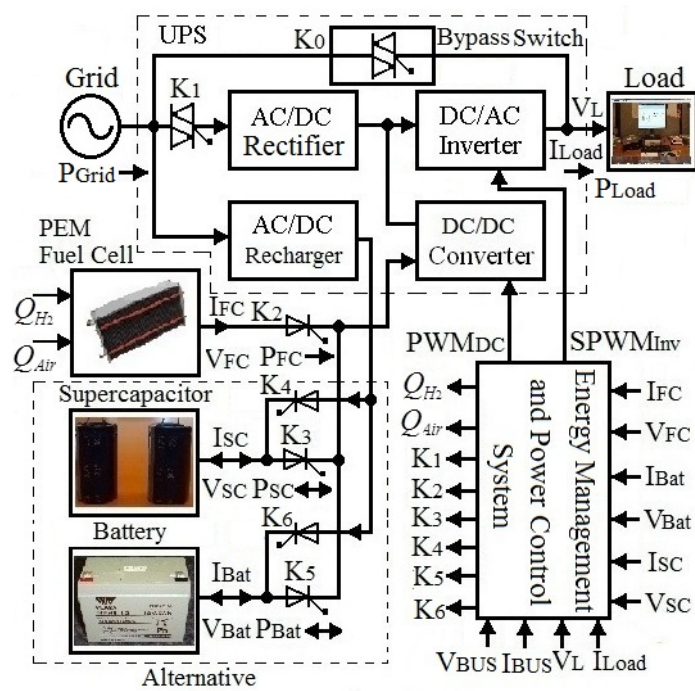 UPS
K0
Bypass Switch
Grid
K1
AC/DC
Rectifier
DC/AC
Inverter
VL
Load
ILoad
PGrid
PLoad
AC/DC
Recharger
DC/DC
Converter
PEM
Fuel Cell
QH2
QAir
IFC
K2
VFC
PFC
PWMDC
SPWMInv
Supercapacitor
K4
ISC
K3
VSC
PSC
Battery
K6
IBat
K5
VBat
PBat
Alternative
QH2
QAir
K1
K2
K3
K4
K5
K6
Energy Management
and Power Control
System
IFC
VFC
IBat
VBat
ISC
VSC
VBUS
IBUS
VL
ILoad